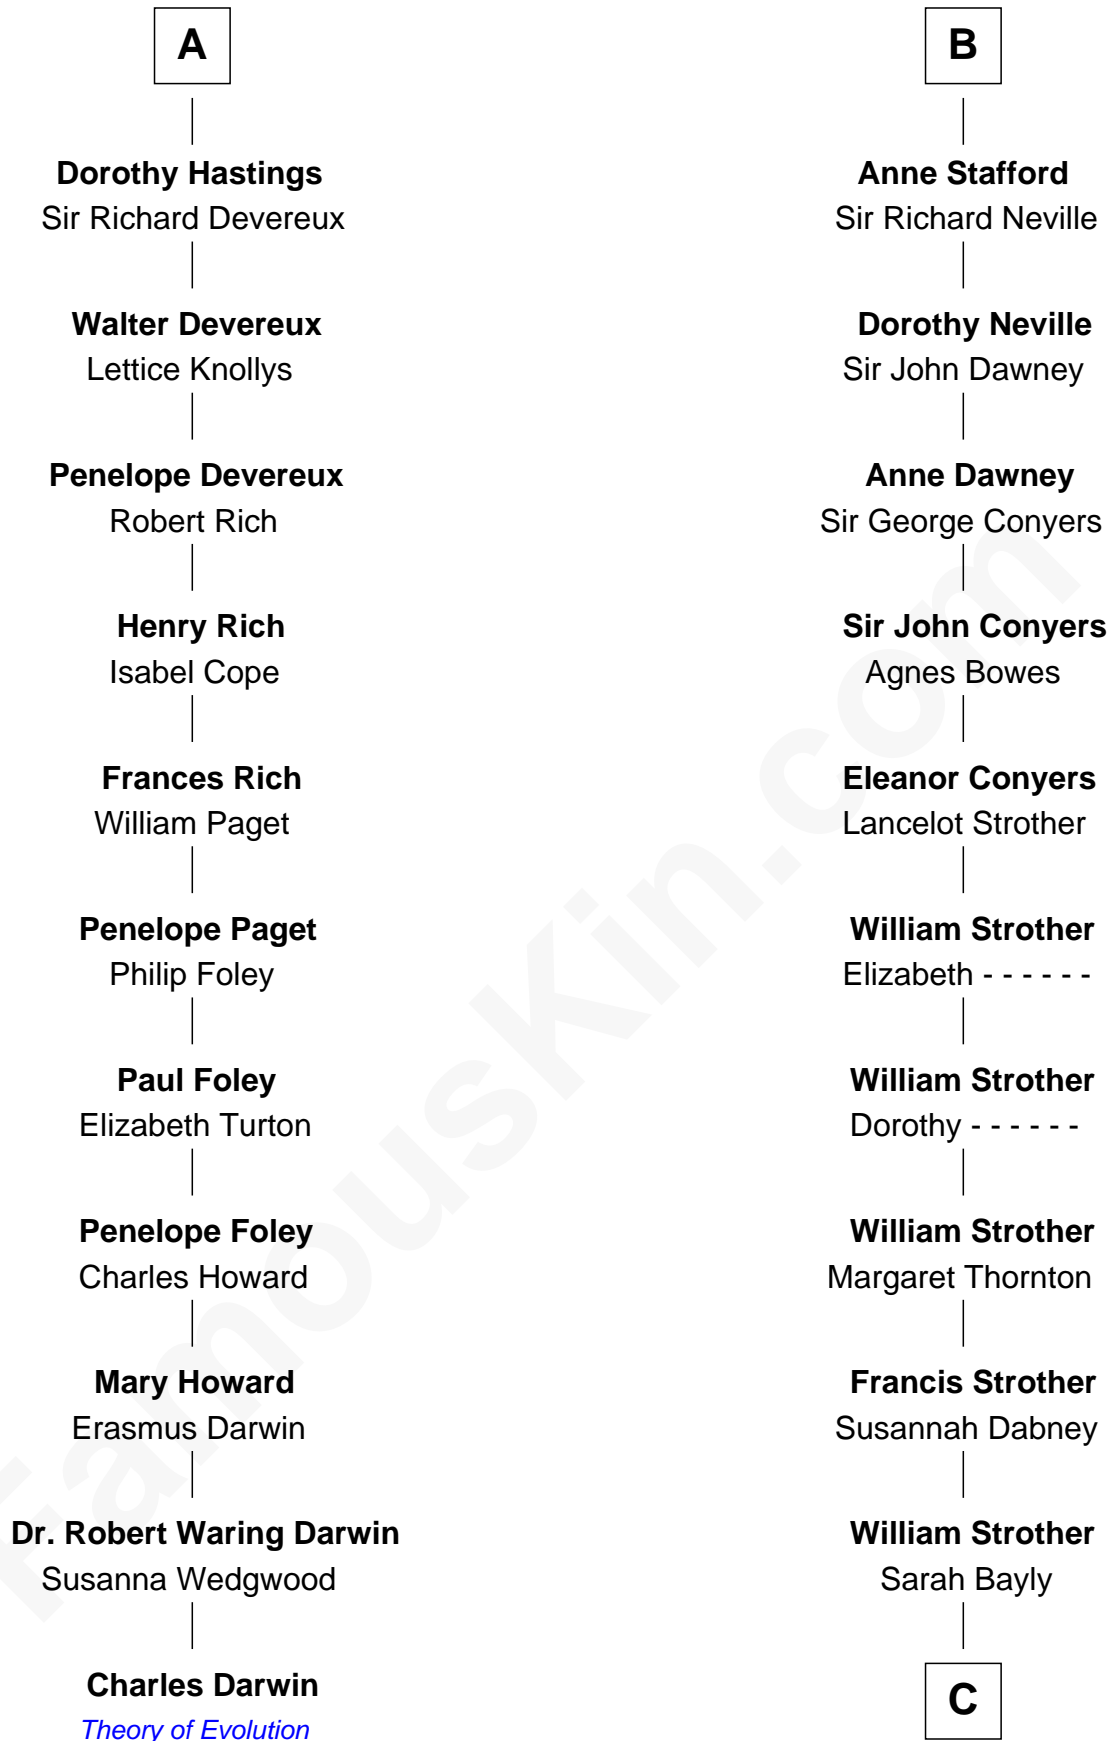 A
Dorothy Hastings
Sir Richard Devereux
Walter Devereux
Lettice Knollys
Penelope Devereux
Robert Rich
Henry Rich
Isabel Cope
Frances Rich
William Paget
Penelope Paget
Philip Foley
Paul Foley
Elizabeth Turton
Penelope Foley
Charles Howard
Mary Howard
Erasmus Darwin
Dr. Robert Waring Darwin
Susanna Wedgwood
Charles Darwin
Theory of Evolution
B
Anne Stafford
Sir Richard Neville
Dorothy Neville
Sir John Dawney
Anne Dawney
Sir George Conyers
Sir John Conyers
Agnes Bowes
Eleanor Conyers
Lancelot Strother
William Strother
Elizabeth - - - - - -
William Strother
Dorothy - - - - - -
William Strother
Margaret Thornton
Francis Strother
Susannah Dabney
William Strother
Sarah Bayly
C
FamousKin.com